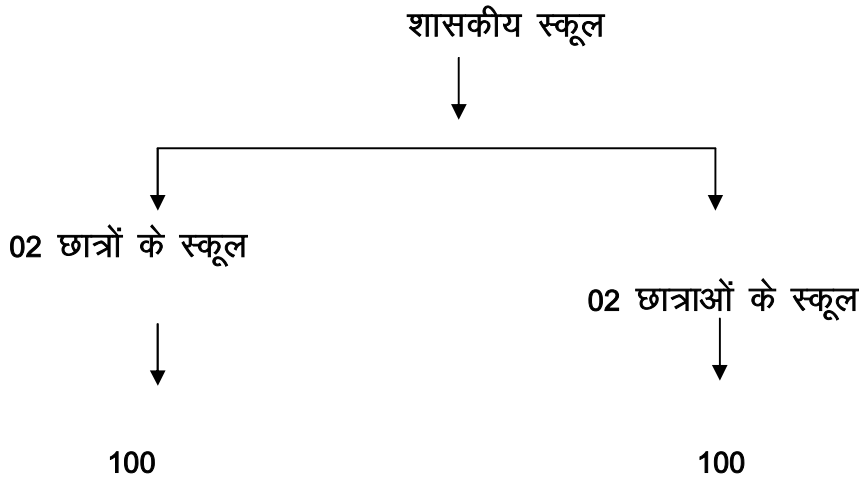 शासकीय स्कूल
02 छात्रों के स्कूल
02 छात्राओं के स्कूल
100
100